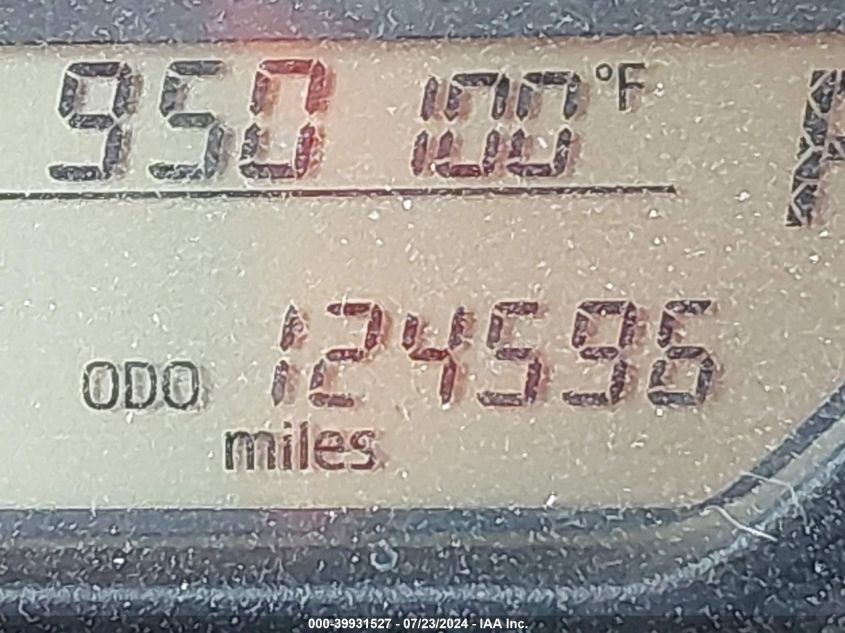 950 100 °F
ODO 124596
miles
000-39931527 - 07/23/2024 - IAA Inc.